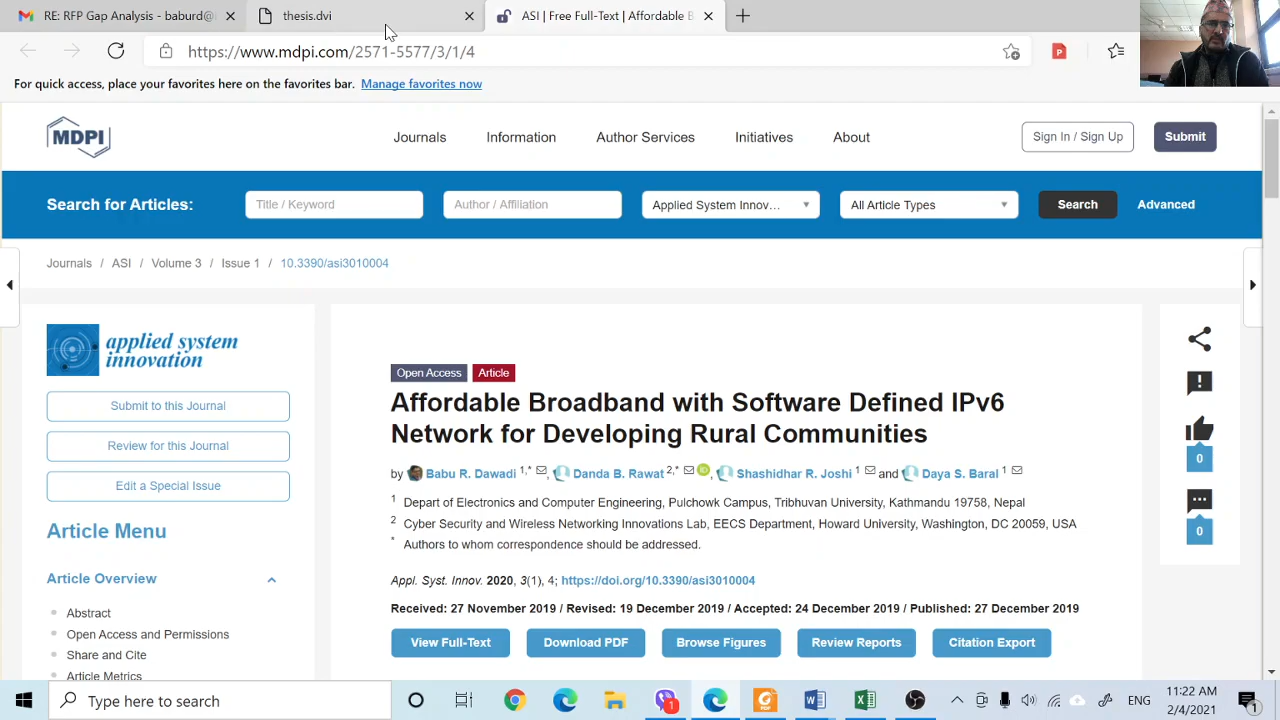 RE: RFP - Backup underground@
thesis.dvi
ASI | Free Full-Text | Affordable B
https://www.mdpi.com/2571-5577/3/1/4
For quick access, place your favorites here on the favorites bar. Manage favorites now
MDPI
Journals Information Author Services Initiatives About
Sign In / Sign Up Submit
Search for Articles:
Title / Keyword
Author / Affiliation
Applied System Innov...
All Article Types
Search
Advanced
Journals / ASI / Volume 3 / Issue 1 / 10.3390/asi3010004
applied system
innovation
Submit to this Journal
Review for this Journal
Edit a Special Issue
Article Menu
Article Overview
Abstract
Open Access and Permissions
Share and Cite
Article Metrics
Open Access Article
Affordable Broadband with Software Defined IPv6
Network for Developing Rural Communities
by Babu R. Dawadi 1,* , Danda B. Rawat 2,* , Shashidhar R. Joshi 1 and Daya S. Baral 1
1 Depart of Electronics and Computer Engineering, Pulchowk Campus, Tribhuvan University, Kathmandu 19758, Nepal
2 Cyber Security and Wireless Networking Innovations Lab, EECS Department, Howard University, Washington, DC 20059, USA
* Authors to whom correspondence should be addressed.
Appl. Syst. Innov. 2020, 3(1), 4; https://doi.org/10.3390/asi3010004
Received: 27 November 2019 / Revised: 19 December 2019 / Accepted: 24 December 2019 / Published: 27 December 2019
View Full-Text Download PDF Browse Figures Review Reports Citation Export
0
0
Type here to search
1
ENG
11:22 AM
2/4/2021
1